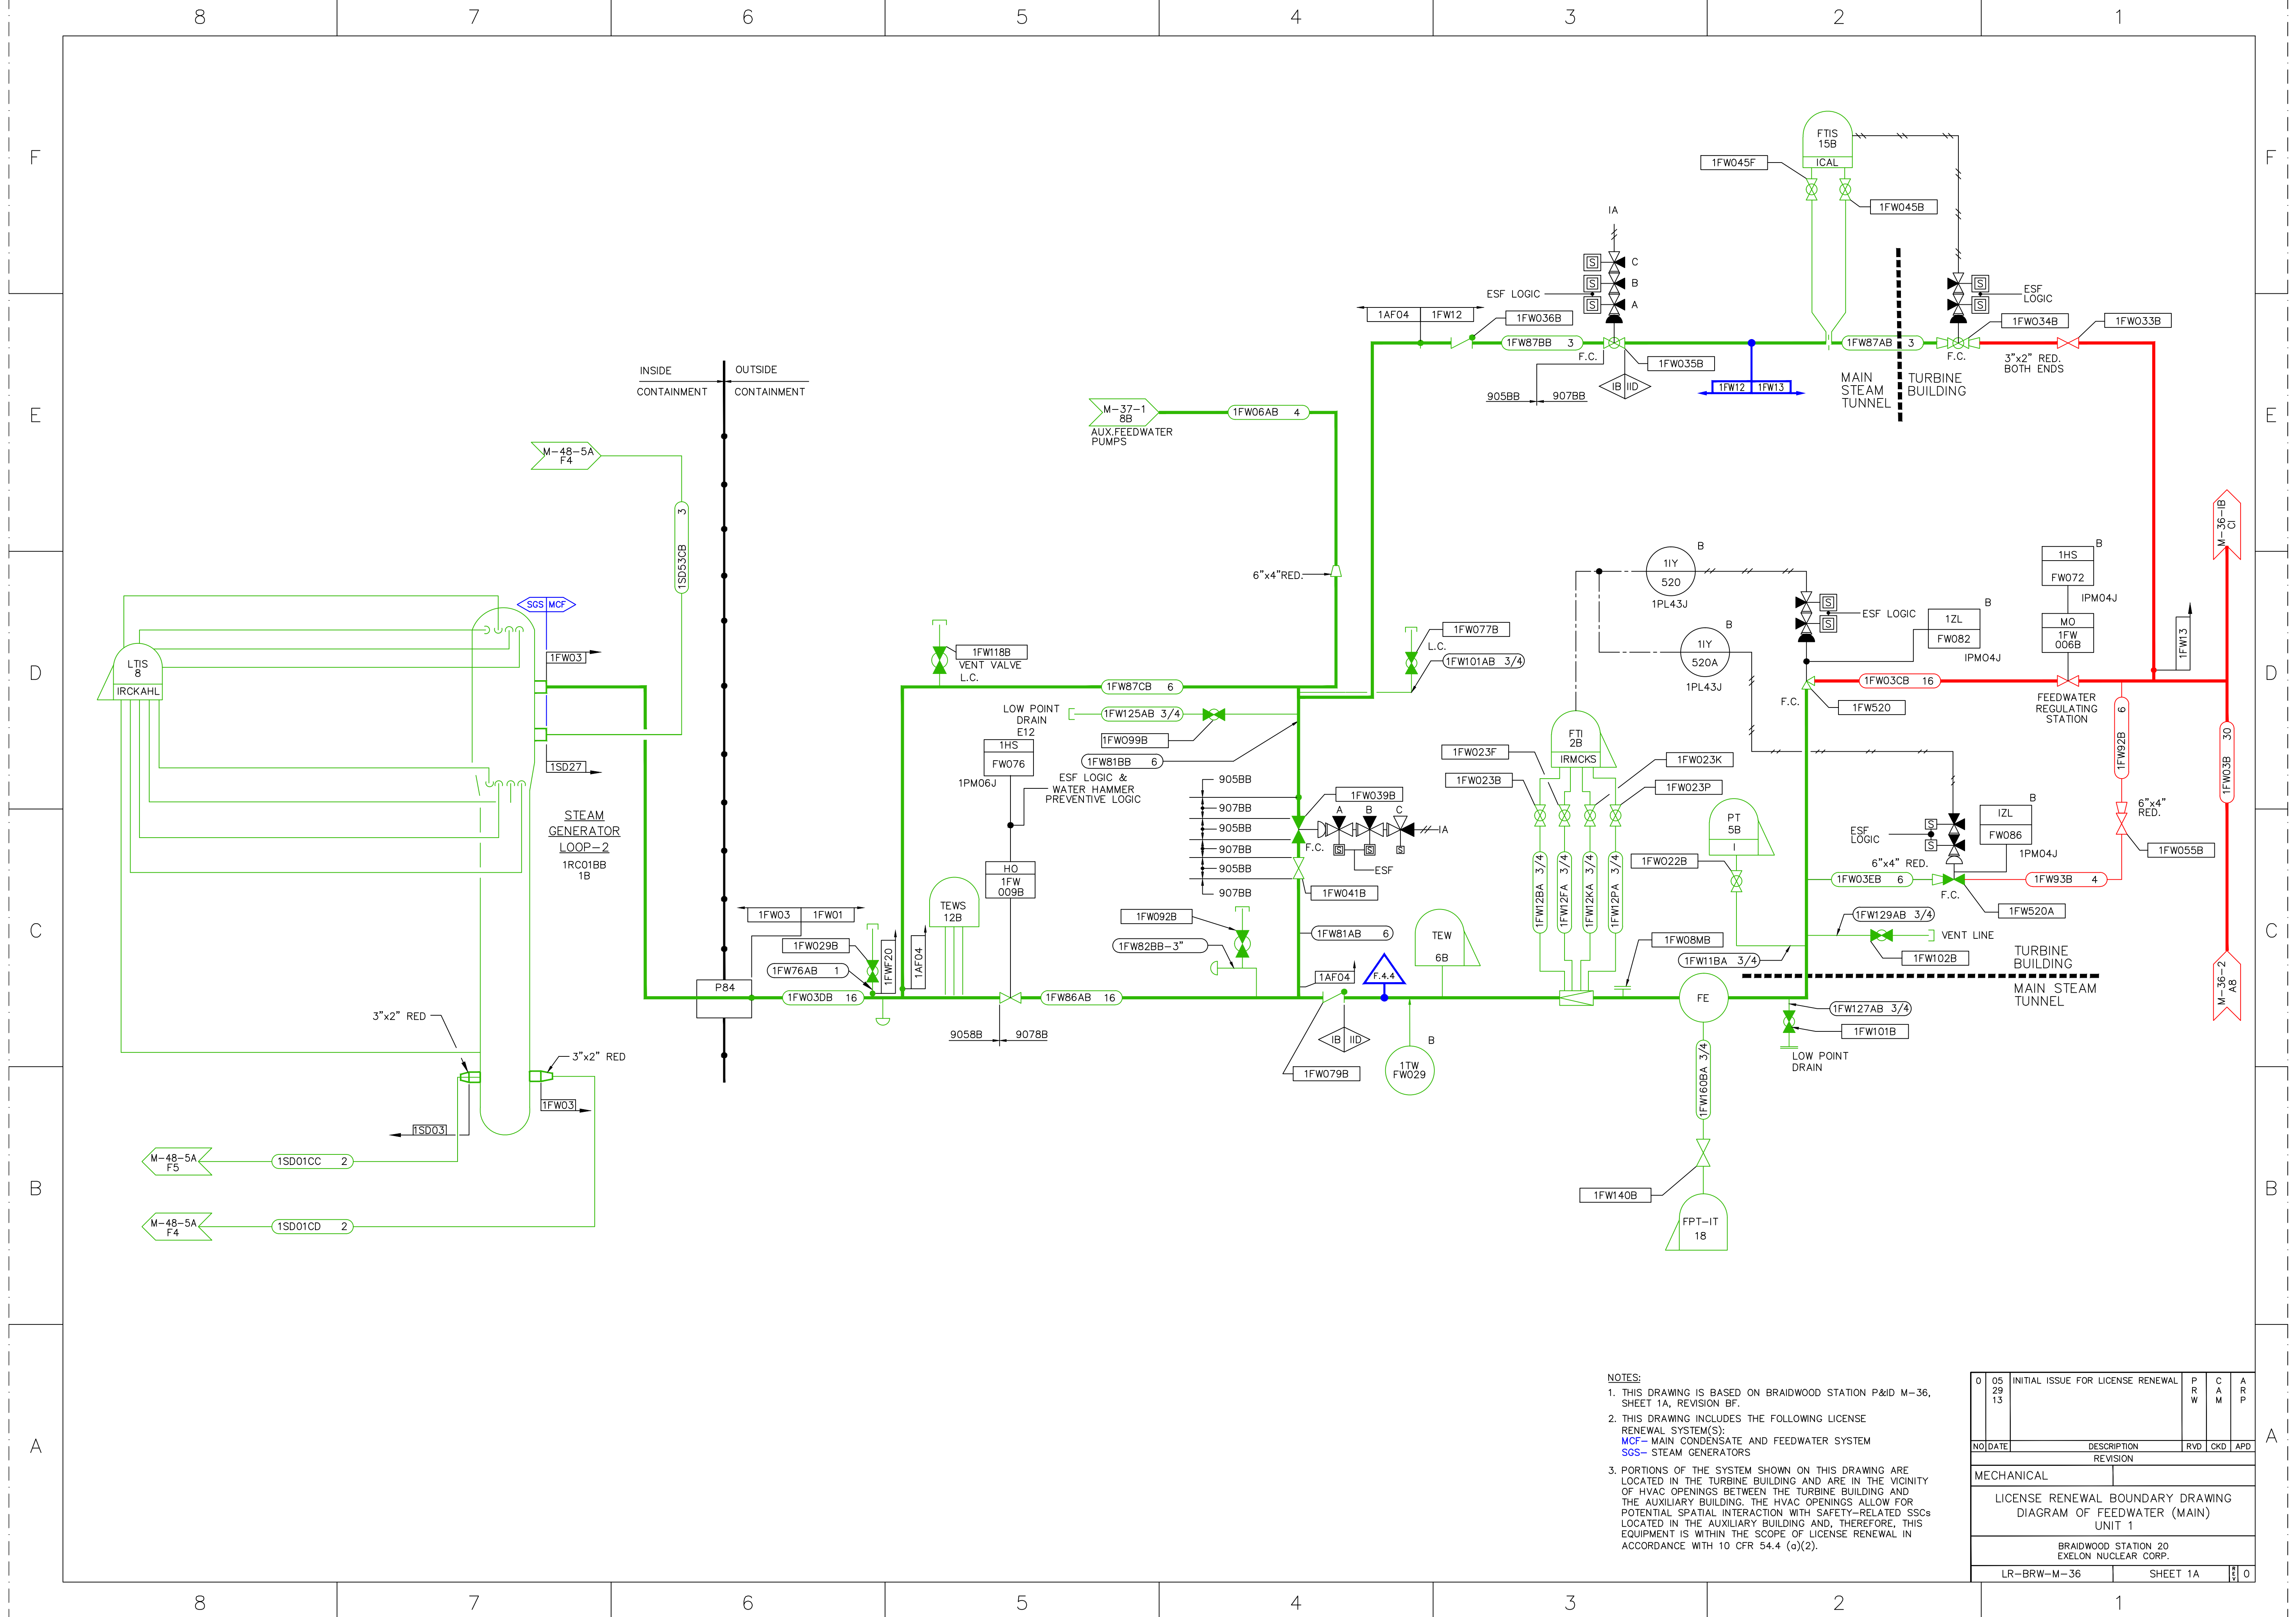 8 7 6 5 4 3 2 1
F
E
D
C
B
A
F
E
D
C
B
A
FTIS
15B
ICAL
1FW045F
1FW045B
IA
S C
S B
S A
ESF LOGIC
S
S
ESF
LOGIC
1AF04 1FW12
1FW036B
1FW87BB 3
F.C.
1FW035B
905BB 907BB
IB IID
1FW12 1FW13
1FW87AB 3
F.C.
1FW034B
1FW033B
3"x2" RED.
BOTH ENDS
MAIN
STEAM
TUNNEL
TURBINE
BUILDING
INSIDE
CONTAINMENT
OUTSIDE
CONTAINMENT
M-37-1
8B
AUX.FEEDWATER
PUMPS
1FW06AB 4
M-48-5A
F4
1SD53CB 3
M-36-IB
CI
6"x4"RED.
1IY
520
B
1PL43J
1IY
520A
B
1PL43J
S
S
ESF LOGIC
1ZL
FW082
B
IPM04J
1HS
FW072
B
IPM04J
MO
1FW
006B
1FW13
SGS MCF
1FW03
LTIS
8
IRCKAHL
1SD27
STEAM
GENERATOR
LOOP-2
1RC01BB
1B
1FW118B
VENT VALVE
L.C.
1FW87CB 6
1FW077B
L.C.
1FW101AB 3/4
LOW POINT
DRAIN
E12
1FW125AB 3/4
1FW099B
1FW81BB 6
1HS
FW076
1PM06J
ESF LOGIC &
WATER HAMMER
PREVENTIVE LOGIC
905BB
907BB
905BB
907BB
905BB
907BB
1FW039B
A B C
IA
F.C.
S S S
ESF
1FW041B
FTI
2B
IRMCKS
1FW023F
1FW023B
1FW023K
1FW023P
1FW12BA 3/4
1FW12FA 3/4
1FW12KA 3/4
1FW12PA 3/4
F.C.
1FW520
1FW03CB 16
FEEDWATER
REGULATING
STATION
1FW92B 6
1FW03B 30
6"x4"
RED.
1FW055B
PT
5B
I
1FW022B
ESF
LOGIC
S
S
IZL
FW086
B
1PM04J
6"x4" RED.
1FW03EB 6
F.C.
1FW93B 4
1FW520A
1FW129AB 3/4
VENT LINE
1FW102B
1FW11BA 3/4
TURBINE
BUILDING
MAIN STEAM
TUNNEL
M-36-2
A8
HO
1FW
009B
TEWS
12B
1FW03 1FW01
1FW029B
1FW76AB 1
1FWF20
1AF04
P84
1FW03DB 16
1FW86AB 16
9058B 9078B
1FW092B
1FW82BB-3"
1FW81AB 6
1AF04
F.4.4
TEW
6B
1FW08MB
FE
IB IID
1FW079B
1TW
FW029
B
1FW127AB 3/4
1FW101B
LOW POINT
DRAIN
1FW160BA 3/4
1FW140B
FPT-IT
18
3"x2" RED
3"x2" RED
1FW03
1SD03
M-48-5A
F5
1SD01CC 2
M-48-5A
F4
1SD01CD 2
NOTES:
1. THIS DRAWING IS BASED ON BRAIDWOOD STATION P&ID M-36,
SHEET 1A, REVISION BF.
2. THIS DRAWING INCLUDES THE FOLLOWING LICENSE
RENEWAL SYSTEM(S):
MCF- MAIN CONDENSATE AND FEEDWATER SYSTEM
SGS- STEAM GENERATORS
3. PORTIONS OF THE SYSTEM SHOWN ON THIS DRAWING ARE
LOCATED IN THE TURBINE BUILDING AND ARE IN THE VICINITY
OF HVAC OPENINGS BETWEEN THE TURBINE BUILDING AND
THE AUXILIARY BUILDING. THE HVAC OPENINGS ALLOW FOR
POTENTIAL SPATIAL INTERACTION WITH SAFETY-RELATED SSCs
LOCATED IN THE AUXILIARY BUILDING AND, THEREFORE, THIS
EQUIPMENT IS WITHIN THE SCOPE OF LICENSE RENEWAL IN
ACCORDANCE WITH 10 CFR 54.4 (a)(2).
0 05 29 13 INITIAL ISSUE FOR LICENSE RENEWAL PRW CAM ARP
NO DATE DESCRIPTION RVD CKD APD
REVISION
MECHANICAL
LICENSE RENEWAL BOUNDARY DRAWING
DIAGRAM OF FEEDWATER (MAIN)
UNIT 1
BRAIDWOOD STATION 20
EXELON NUCLEAR CORP.
LR-BRW-M-36 SHEET 1A REV 0
8 7 6 5 4 3 2 1